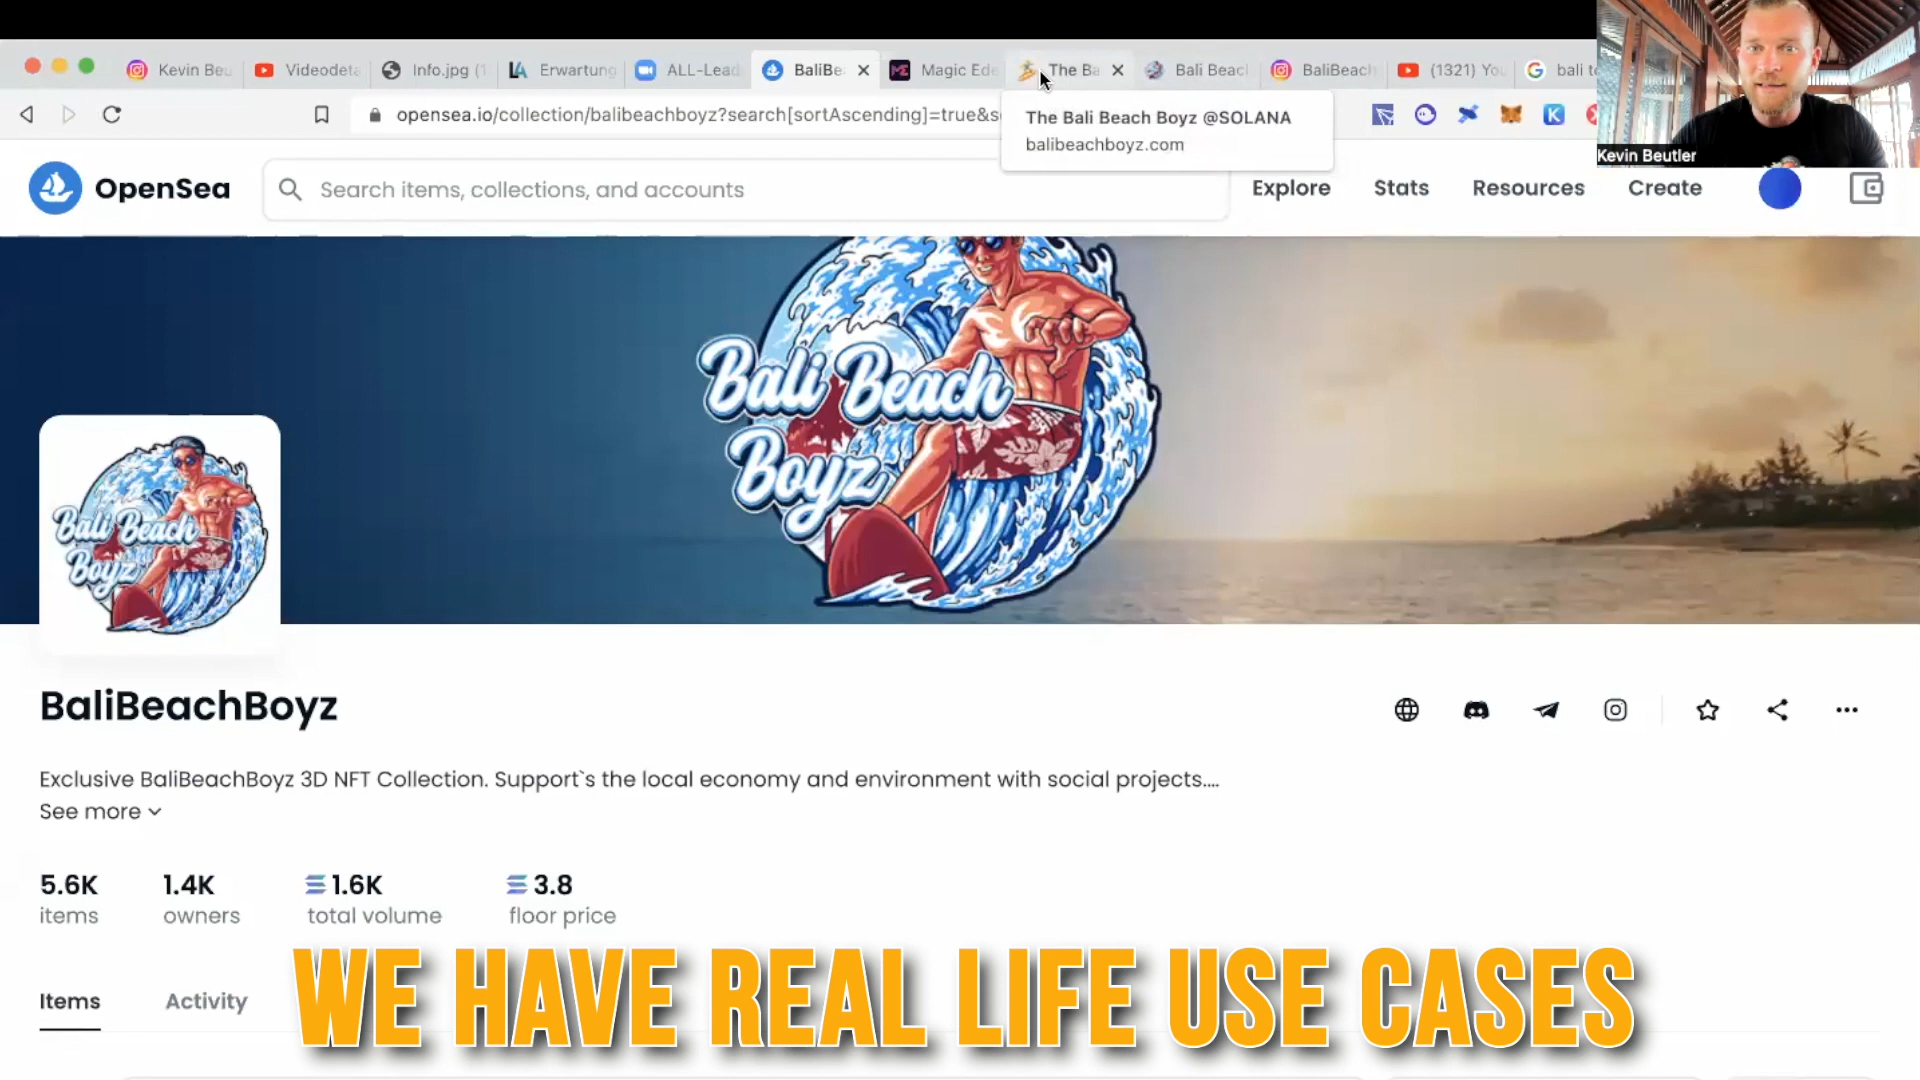 Kevin Beu
Videodeta
Info.jpg (1
Erwartung
ALL-Lead
BaliBe
Magic Ede
The Ba
Bali Beach
BaliBeach
(1321) You
bali to
opensea.io/collection/balibeachboyz?search[sortAscending]=true&s
The Bali Beach Boyz @SOLANA
balibeachboyz.com
Kevin Beutler
OpenSea
Search items, collections, and accounts
Explore
Stats
Resources
Create
Bali Beach
Boyz
Bali Beach
Boyz
BaliBeachBoyz
Exclusive BaliBeachBoyz 3D NFT Collection. Support`s the local economy and environment with social projects....
See more
5.6K
items
1.4K
owners
1.6K
total volume
3.8
floor price
Items
Activity
WE HAVE REAL LIFE USE CASES